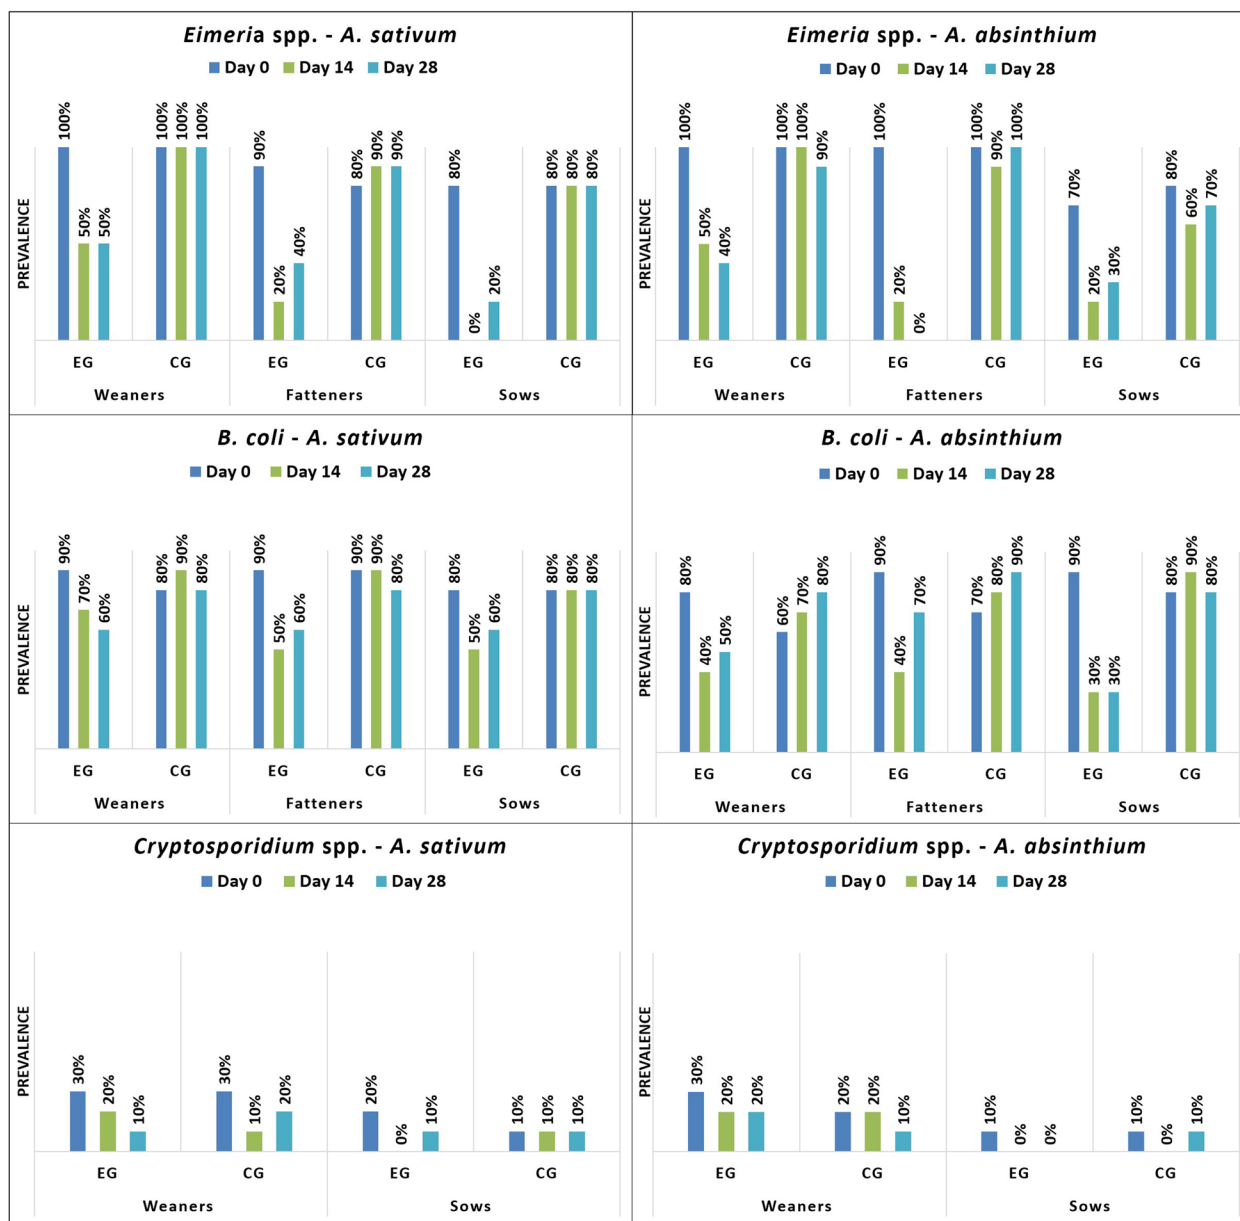 Eimeria spp. - A. sativum
Day 0 Day 14 Day 28
PREVALENCE
100% 50% 50% 100% 100% 100% 90% 20% 40% 80% 90% 90% 80% 0% 20% 80% 80% 80%
EG CG EG CG EG CG
Weaners Fatteners Sows
Eimeria spp. - A. absinthium
Day 0 Day 14 Day 28
PREVALENCE
100% 50% 40% 100% 100% 90% 100% 20% 0% 100% 90% 100% 70% 20% 30% 80% 60% 70%
EG CG EG CG EG CG
Weaners Fatteners Sows
B. coli - A. sativum
Day 0 Day 14 Day 28
PREVALENCE
90% 70% 60% 80% 90% 80% 90% 50% 60% 90% 90% 80% 80% 50% 60% 80% 80% 80%
EG CG EG CG EG CG
Weaners Fatteners Sows
B. coli - A. absinthium
Day 0 Day 14 Day 28
PREVALENCE
80% 40% 50% 60% 70% 80% 90% 40% 70% 70% 80% 90% 90% 30% 30% 80% 90% 80%
EG CG EG CG EG CG
Weaners Fatteners Sows
Cryptosporidium spp. - A. sativum
Day 0 Day 14 Day 28
PREVALENCE
30% 20% 10% 30% 10% 20% 20% 0% 10% 10% 10% 10%
EG CG EG CG
Weaners Sows
Cryptosporidium spp. - A. absinthium
Day 0 Day 14 Day 28
PREVALENCE
30% 20% 20% 20% 20% 10% 10% 0% 0% 10% 0% 10%
EG CG EG CG
Weaners Sows